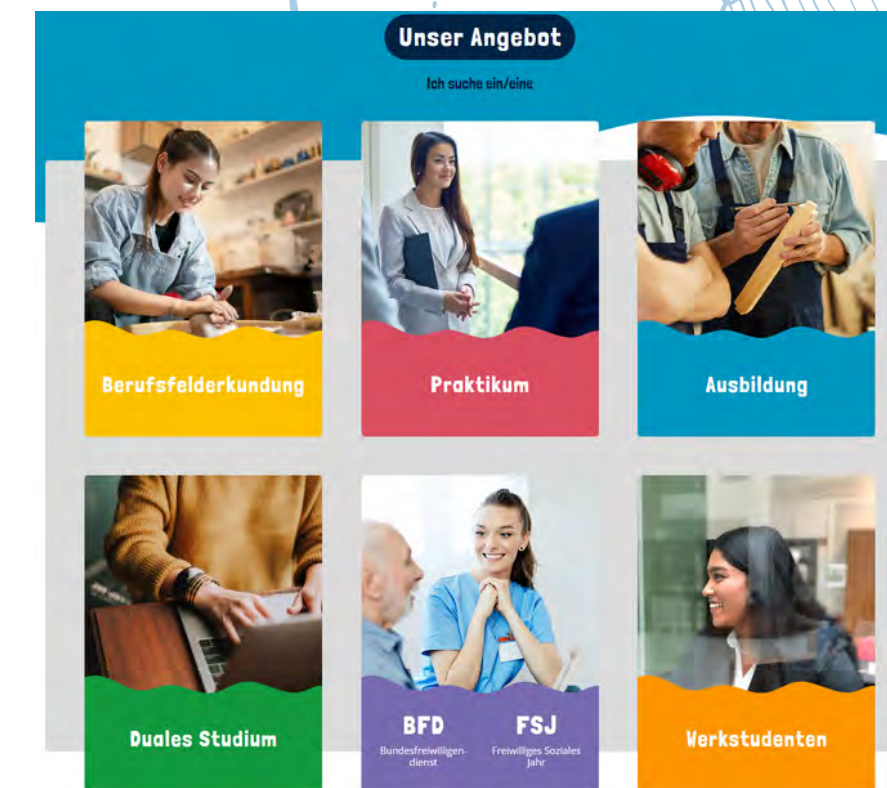 Unser Angebot
Ich suche ein/eine
Berufsfelderkundung
Praktikum
Ausbildung
Duales Studium
BFD
Bundesfreiwilligen-
dienst
FSJ
Freiwilliges Soziales
Jahr
Werkstudenten